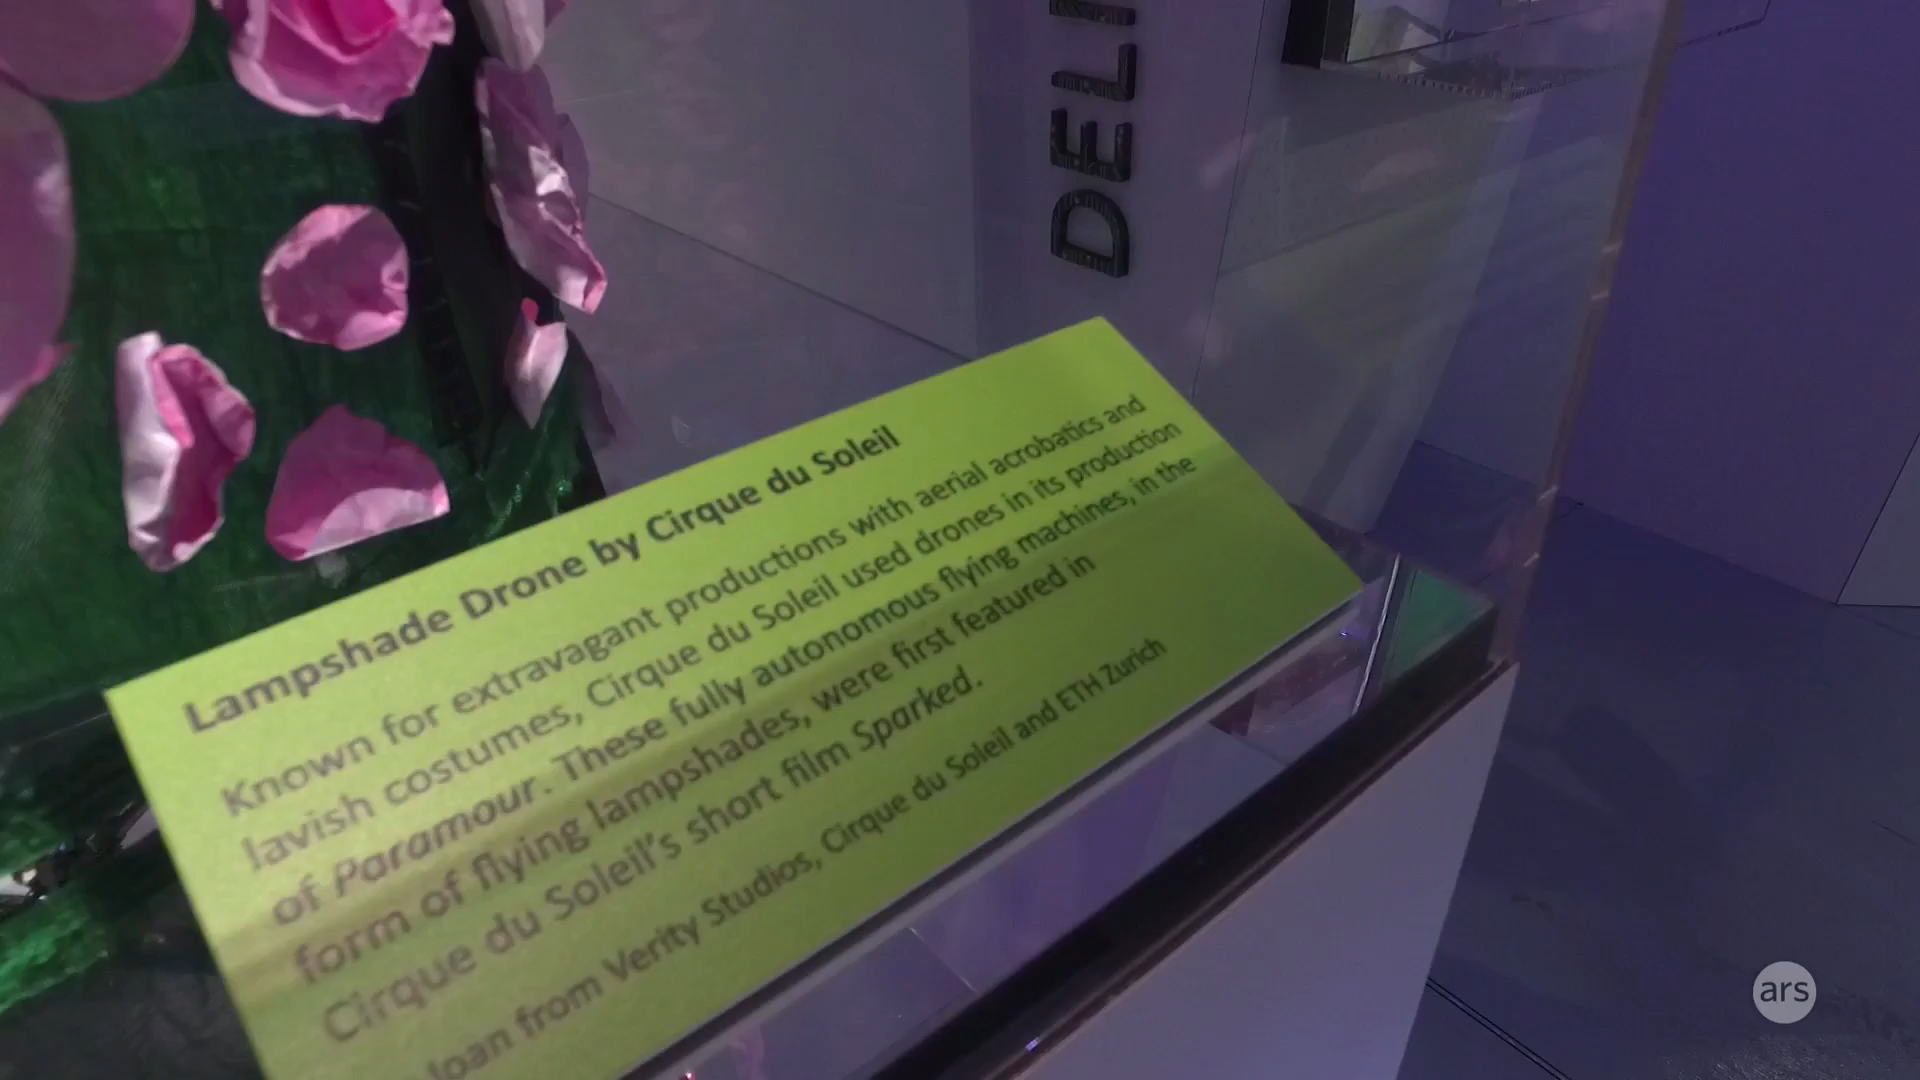 DELI
Lampshade Drone by Cirque du Soleil
Known for extravagant productions with aerial acrobatics and
lavish costumes, Cirque du Soleil used drones in its production
of Paramour. These fully autonomous flying machines, in the
form of flying lampshades, were first featured in
Cirque du Soleil's short film Sparked.
loan from Verity Studios, Cirque du Soleil and ETH Zurich
ars